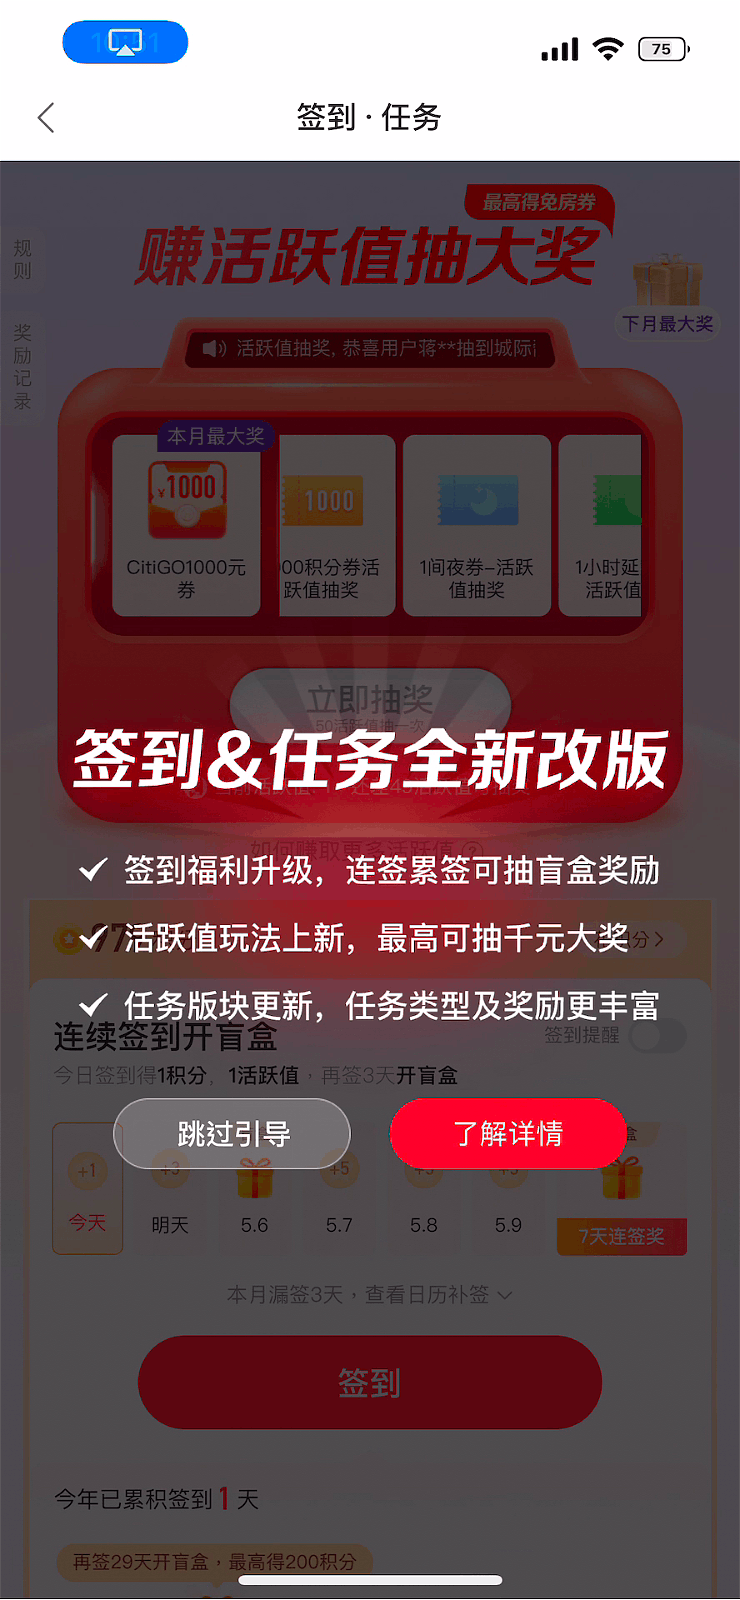 10:51
75
签到 · 任务
最高得免房券
赚活跃值抽大奖
规则
奖励记录
下月最大奖
活跃值抽奖, 恭喜用户蒋**抽到城际
本月最大奖
¥1000
1000
CitiGO1000元券
00积分券活跃值抽奖
1间夜券-活跃值抽奖
1小时延
活跃值
立即抽奖
50活跃值抽一次
签到&任务全新改版
如何赚取更多活跃值
签到福利升级，连签累签可抽盲盒奖励
活跃值玩法上新，最高可抽千元大奖
任务版块更新，任务类型及奖励更丰富
连续签到开盲盒
签到提醒
今日签到得1积分，1活跃值，再签3天开盲盒
跳过引导
了解详情
+1
+3
+5
今天
明天
5.6
5.7
5.8
5.9
7天连签奖
本月漏签3天，查看日历补签
签到
今年已累积签到 1 天
再签29天开盲盒，最高得200积分